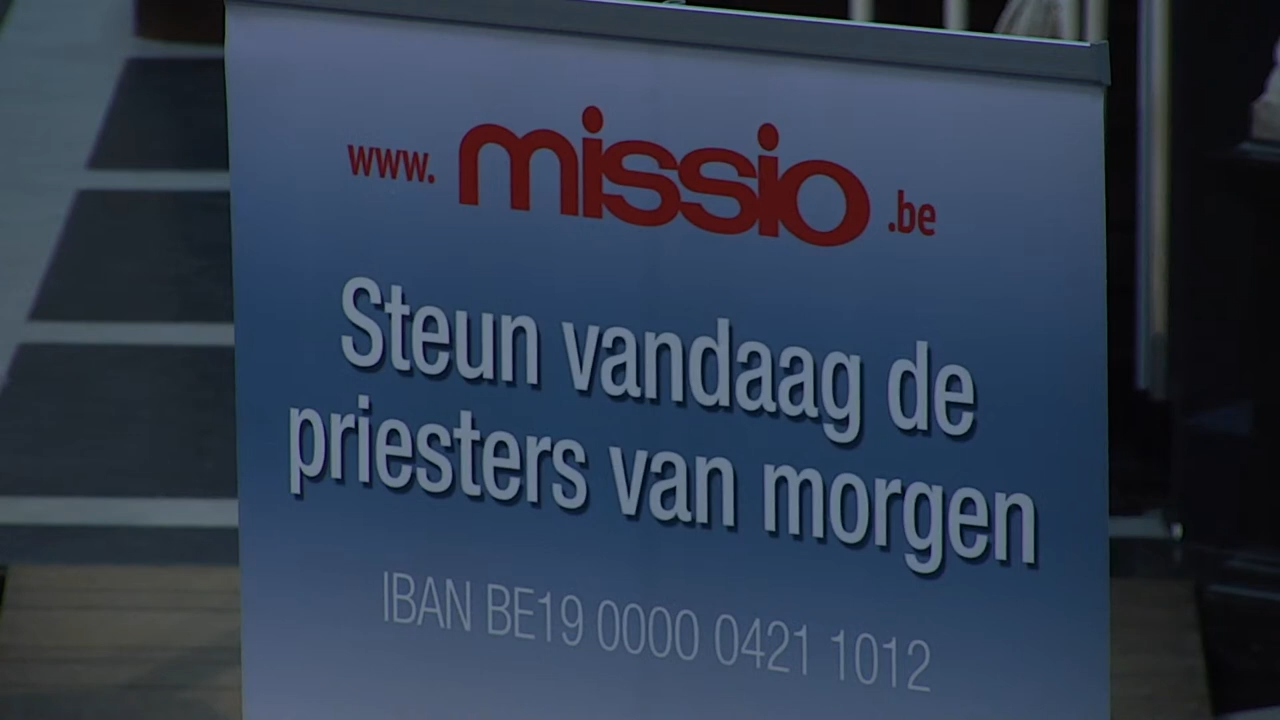 www.missio.be
Steun vandaag de
priesters van morgen
IBAN BE19 0000 0421 1012